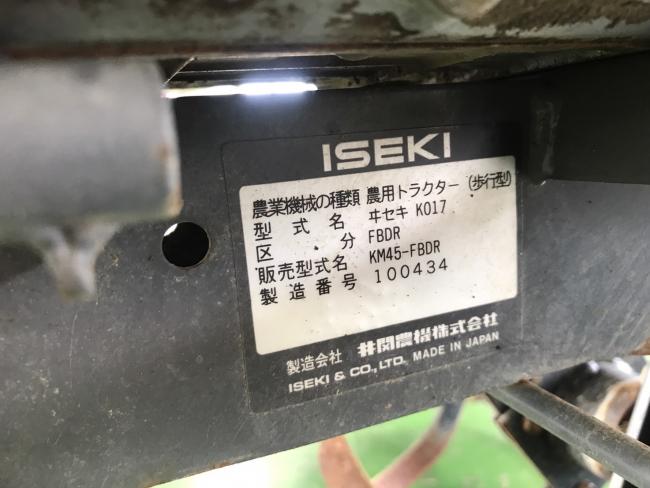 ISEKI
農業機械の種類 農用トラクター (歩行型)
型式名 ヰセキ K017
区・分 FBDR
販売型式名 KM45-FBDR
製造番号 100434
製造会社 井関農機株式会社
ISEKI & CO., LTD. MADE IN JAPAN